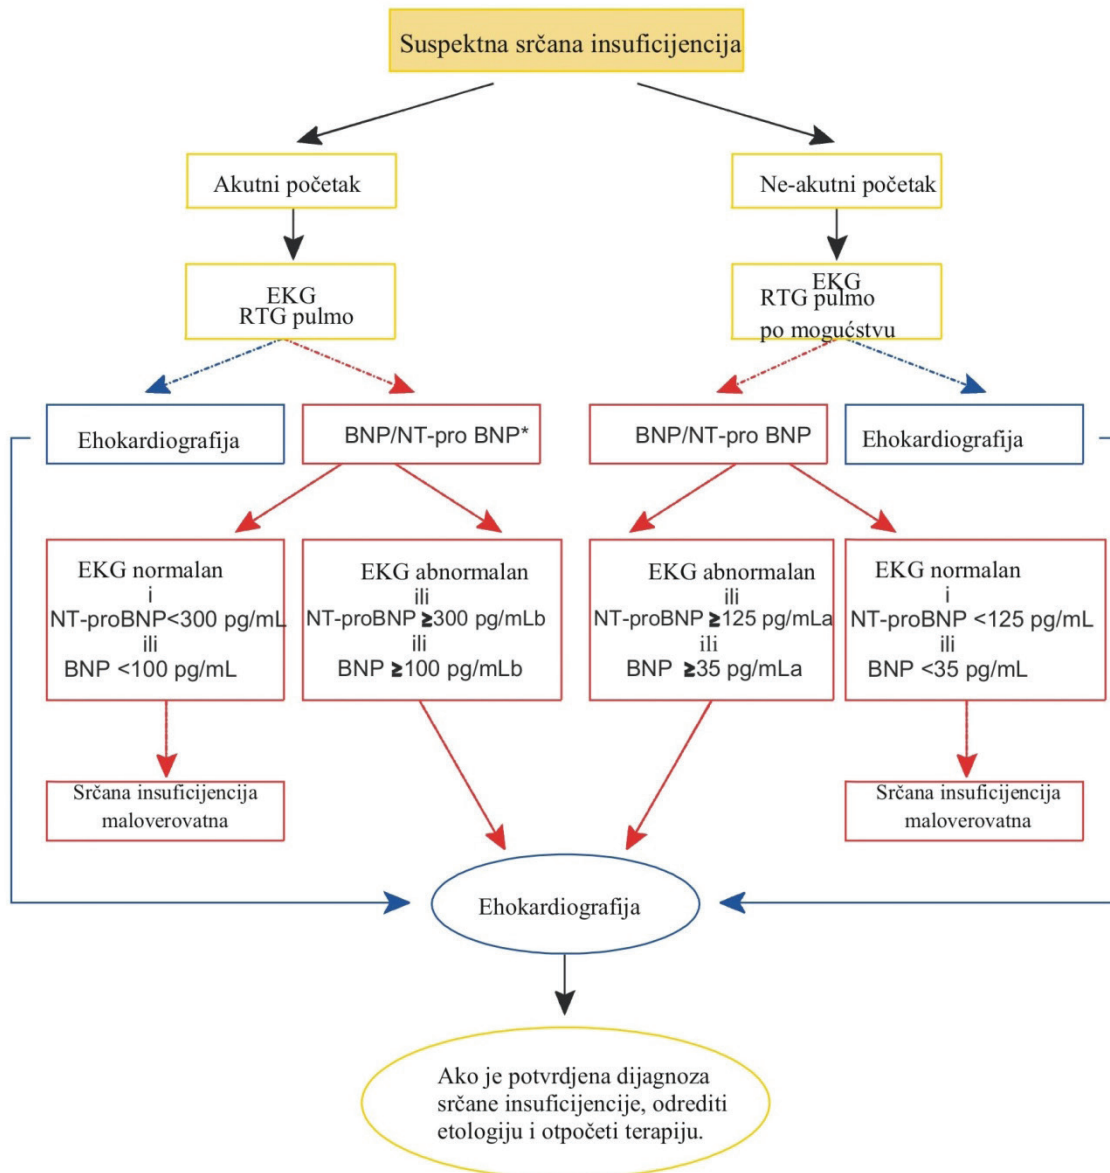 Suspektna srčana insuficijencija
Akutni početak
Ne-akutni početak
EKG
RTG pulmo
EKG
RTG pulmo
po mogućstvu
Ehokardiografija
BNP/NT-pro BNP*
BNP/NT-pro BNP
Ehokardiografija
EKG normalan
i
NT-proBNP<300 pg/mL
ili
BNP <100 pg/mL
EKG abnormalan
ili
NT-proBNP ≥300 pg/mLb
ili
BNP ≥100 pg/mLb
EKG abnormalan
ili
NT-proBNP ≥125 pg/mLa
ili
BNP ≥35 pg/mLa
EKG normalan
i
NT-proBNP <125 pg/mL
ili
BNP <35 pg/mL
Srčana insuficijencija
maloverovatna
Srčana insuficijencija
maloverovatna
Ehokardiografija
Ako je potvrdjena dijagnoza
srčane insuficijencije, odrediti
etologiju i otpočeti terapiju.